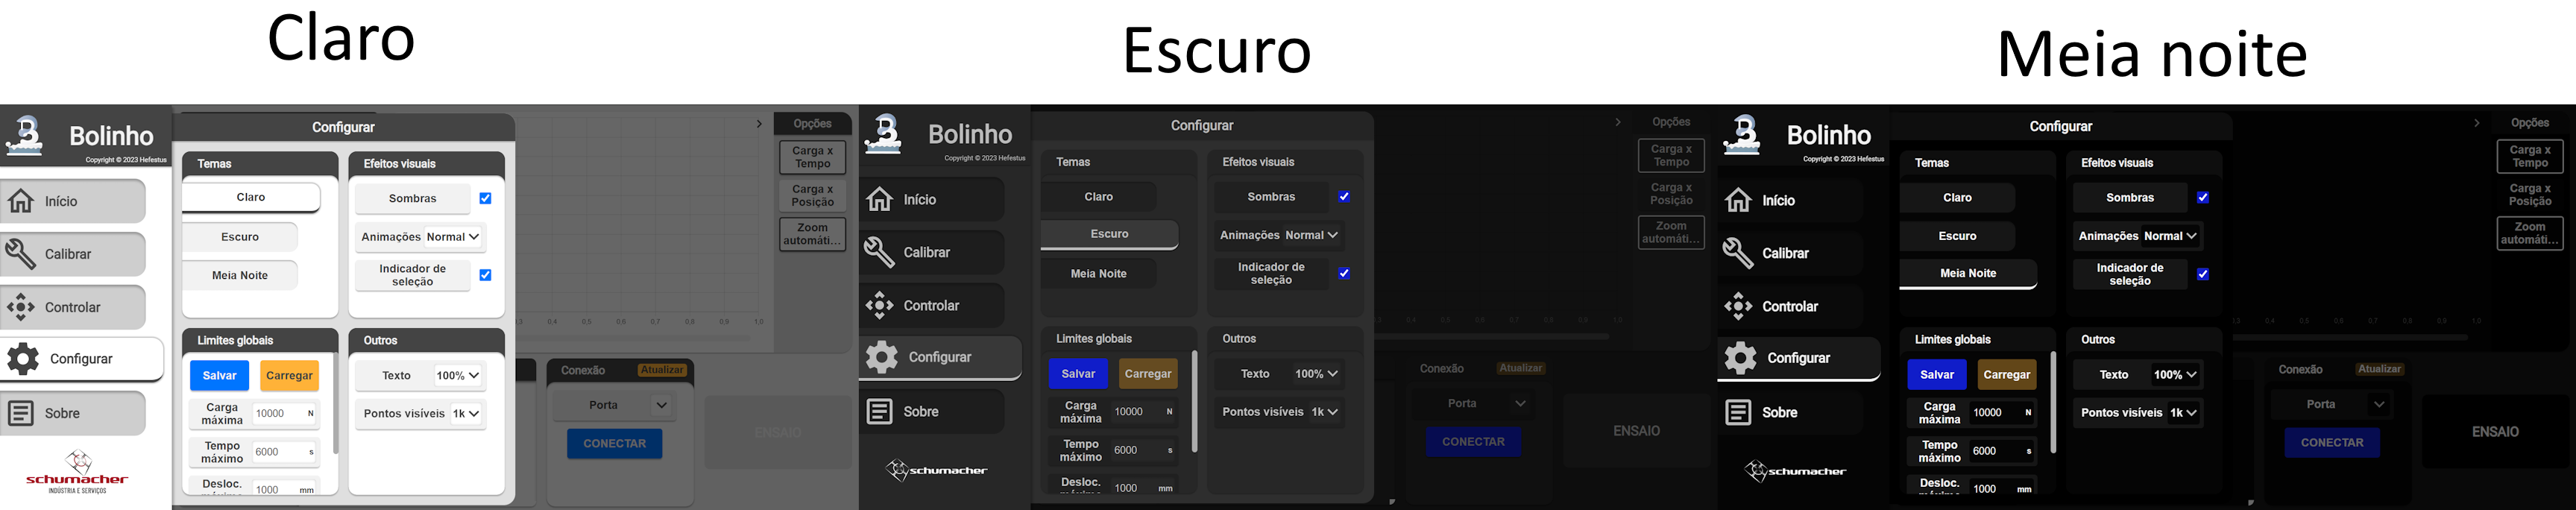 Claro
Escuro
Meia noite
Bolinho
Copyright © 2023 Hefestus
Início
Calibrar
Controlar
Configurar
Sobre
schumacher
INDÚSTRIA E SERVIÇOS
Configurar
Temas
Claro
Escuro
Meia Noite
Efeitos visuais
Sombras
Animações Normal
Indicador de
seleção
Limites globais
Salvar
Carregar
Carga
máxima
10000 N
Tempo
máximo
6000 s
Desloc.
máximo
1000 mm
Outros
Texto 100%
Pontos visíveis 1k
Opções
Carga x
Tempo
Carga x
Posição
Zoom
automáti...
0,3 0,4 0,5 0,6 0,7 0,8 0,9 1,0
Conexão Atualizar
Porta
CONECTAR
ENSAIO
Bolinho
Copyright © 2023 Hefestus
Início
Calibrar
Controlar
Configurar
Sobre
schumacher
Configurar
Temas
Claro
Escuro
Meia Noite
Efeitos visuais
Sombras
Animações Normal
Indicador de
seleção
Limites globais
Salvar
Carregar
Carga
máxima
10000 N
Tempo
máximo
6000 s
Desloc.
máximo
1000 mm
Outros
Texto 100%
Pontos visíveis 1k
Opções
Carga x
Tempo
Carga x
Posição
Zoom
automáti...
0,3 0,4 0,5 0,6 0,7 0,8 0,9 1,0
Conexão Atualizar
Porta
CONECTAR
ENSAIO
Bolinho
Copyright © 2023 Hefestus
Início
Calibrar
Controlar
Configurar
Sobre
schumacher
Configurar
Temas
Claro
Escuro
Meia Noite
Efeitos visuais
Sombras
Animações Normal
Indicador de
seleção
Limites globais
Salvar
Carregar
Carga
máxima
10000 N
Tempo
máximo
6000 s
Desloc.
máximo
1000 mm
Outros
Texto 100%
Pontos visíveis 1k
Opções
Carga x
Tempo
Carga x
Posição
Zoom
automáti...
0,3 0,4 0,5 0,6 0,7 0,8 0,9 1,0
Conexão Atualizar
Porta
CONECTAR
ENSAIO